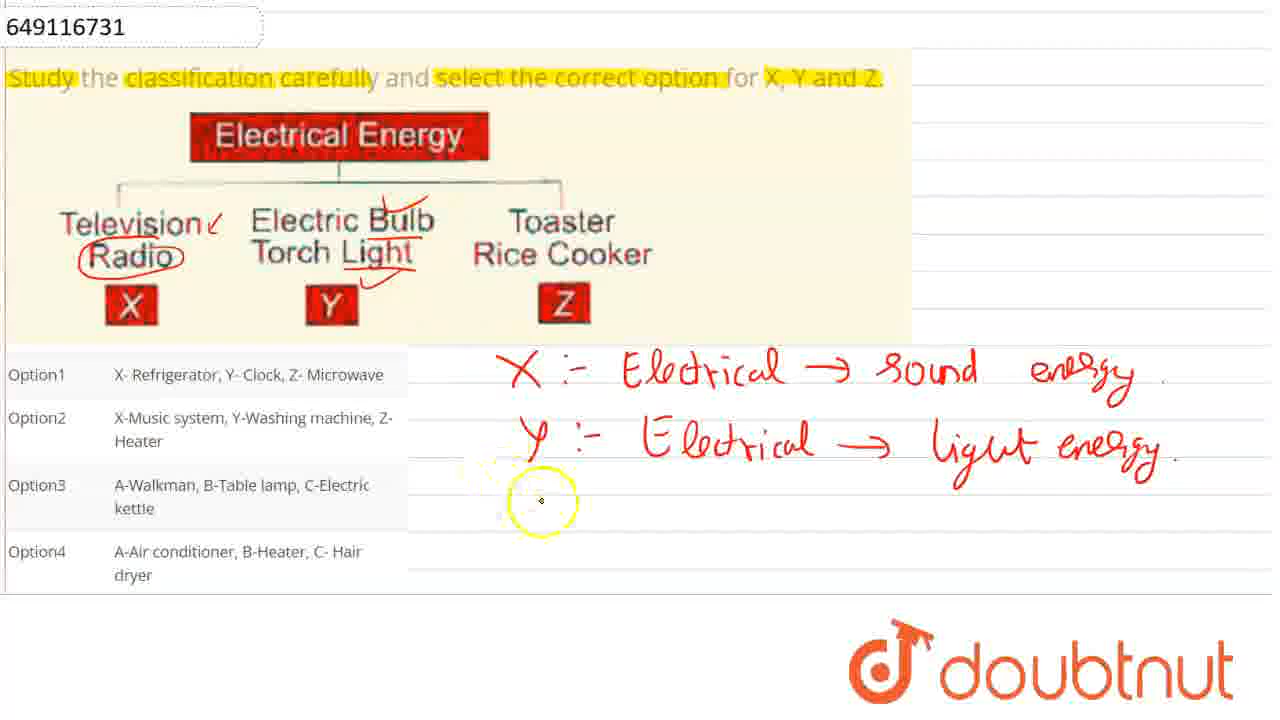 649116731
Study the classification carefully and select the correct option for X, Y and Z.
Electrical Energy
Television Electric Bulb Toaster
Radio Torch Light Rice Cooker
X Y Z
Option1 X- Refrigerator, Y- Clock, Z- Microwave
Option2 X-Music system, Y-Washing machine, Z-
Heater
Option3 A-Walkman, B-Table lamp, C-Electric
kettle
Option4 A-Air conditioner, B-Heater, C- Hair
dryer
X :- Electrical → sound energy.
Y :- Electrical → light energy.
doubtnut